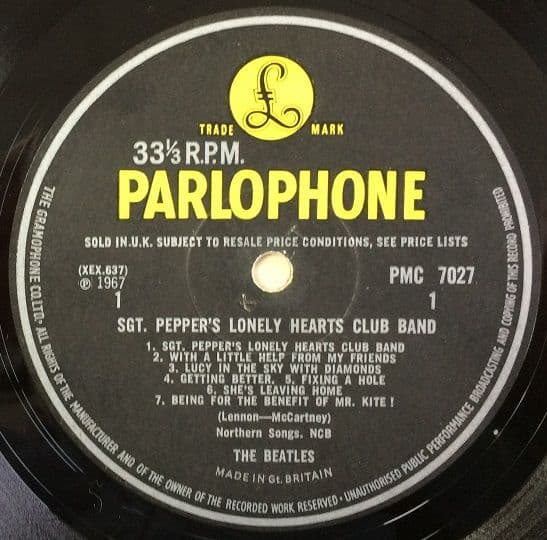 £
TRADE MARK
33⅓ R.P.M.
PARLOPHONE
SOLD IN U.K. SUBJECT TO RESALE PRICE CONDITIONS, SEE PRICE LISTS
(XEX.637)
℗ 1967
1
PMC 7027
1
SGT. PEPPER'S LONELY HEARTS CLUB BAND
1. SGT. PEPPER'S LONELY HEARTS CLUB BAND
2. WITH A LITTLE HELP FROM MY FRIENDS
3. LUCY IN THE SKY WITH DIAMONDS
4. GETTING BETTER. 5. FIXING A HOLE
6. SHE'S LEAVING HOME
7. BEING FOR THE BENEFIT OF MR. KITE !
(Lennon—McCartney)
Northern Songs. NCB
THE BEATLES
MADE IN Gt. BRITAIN
THE GRAMOPHONE CO. LTD. ALL RIGHTS OF THE MANUFACTURER AND OF THE OWNER OF THE RECORDED WORK RESERVED · UNAUTHORISED PUBLIC PERFORMANCE BROADCASTING AND COPYING OF THIS RECORD PROHIBITED